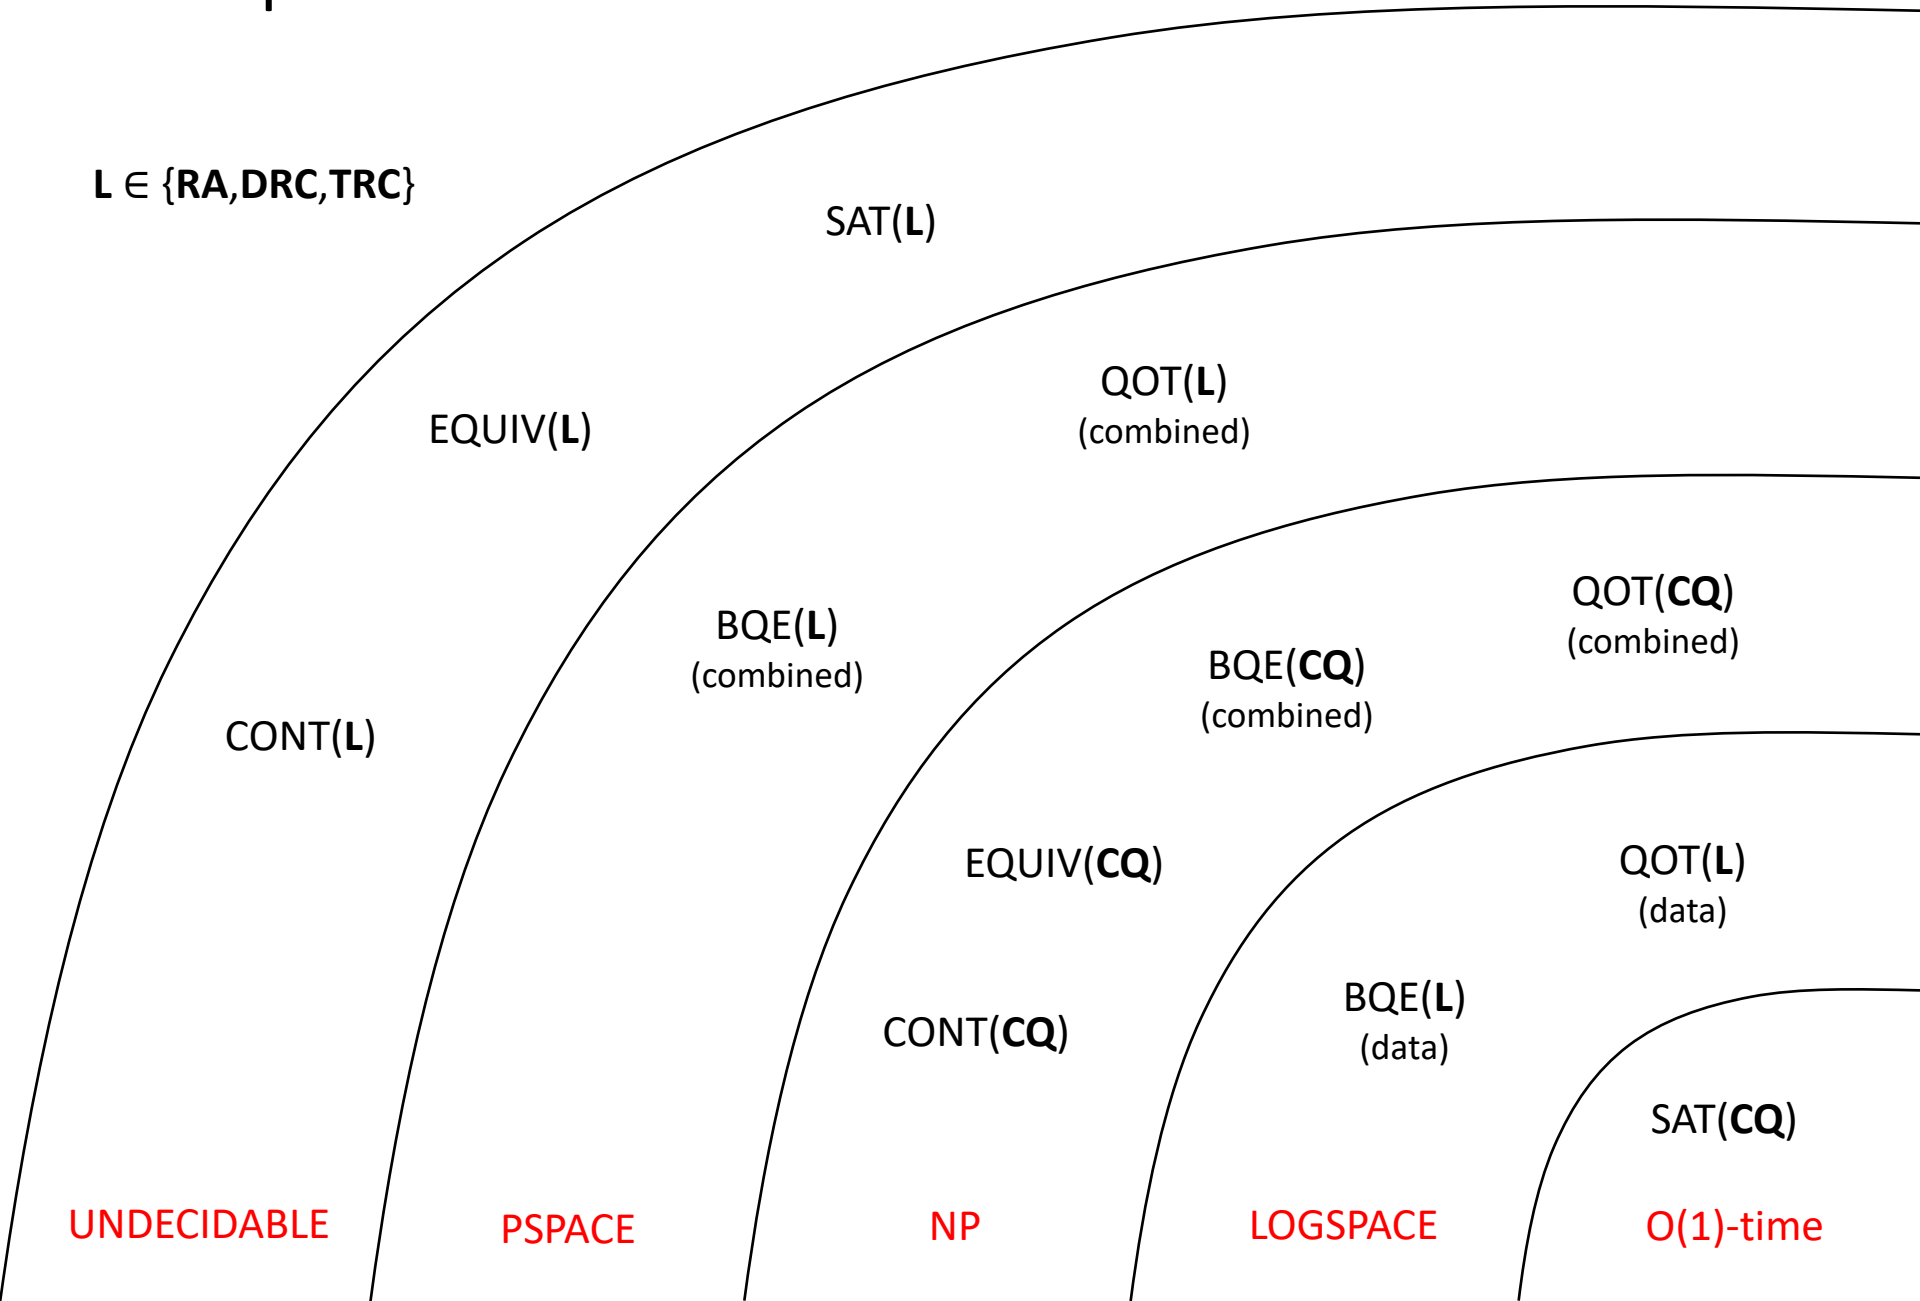 L ∈ {RA,DRC,TRC}
SAT(L)
QOT(L)
(combined)
EQUIV(L)
QOT(CQ)
(combined)
BQE(L)
(combined)
BQE(CQ)
(combined)
CONT(L)
EQUIV(CQ)
QOT(L)
(data)
BQE(L)
(data)
CONT(CQ)
SAT(CQ)
UNDECIDABLE
PSPACE
NP
LOGSPACE
O(1)-time